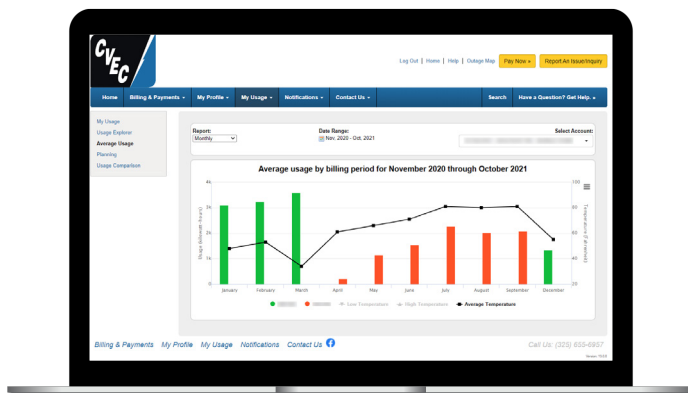 CVEC
Log Out | Home | Help | Outage Map Pay Now » Report An Issue/Inquiry
Home Billing & Payments My Profile My Usage Notifications Contact Us Search Have a Question? Get Help.
My Usage
Usage Explorer
Average Usage
Planning
Usage Comparison
Report: Date Range: Select Account:
Monthly Nov, 2020 - Oct, 2021
Average usage by billing period for November 2020 through October 2021
4k 100
3k 80
2k 60
1k 40
0 20
Usage (kilowatt-hours)
Temperature (Fahrenheit)
January February March April May June July August September December
Low Temperature High Temperature Average Temperature
Billing & Payments My Profile My Usage Notifications Contact Us
Call Us: (325) 655-6957